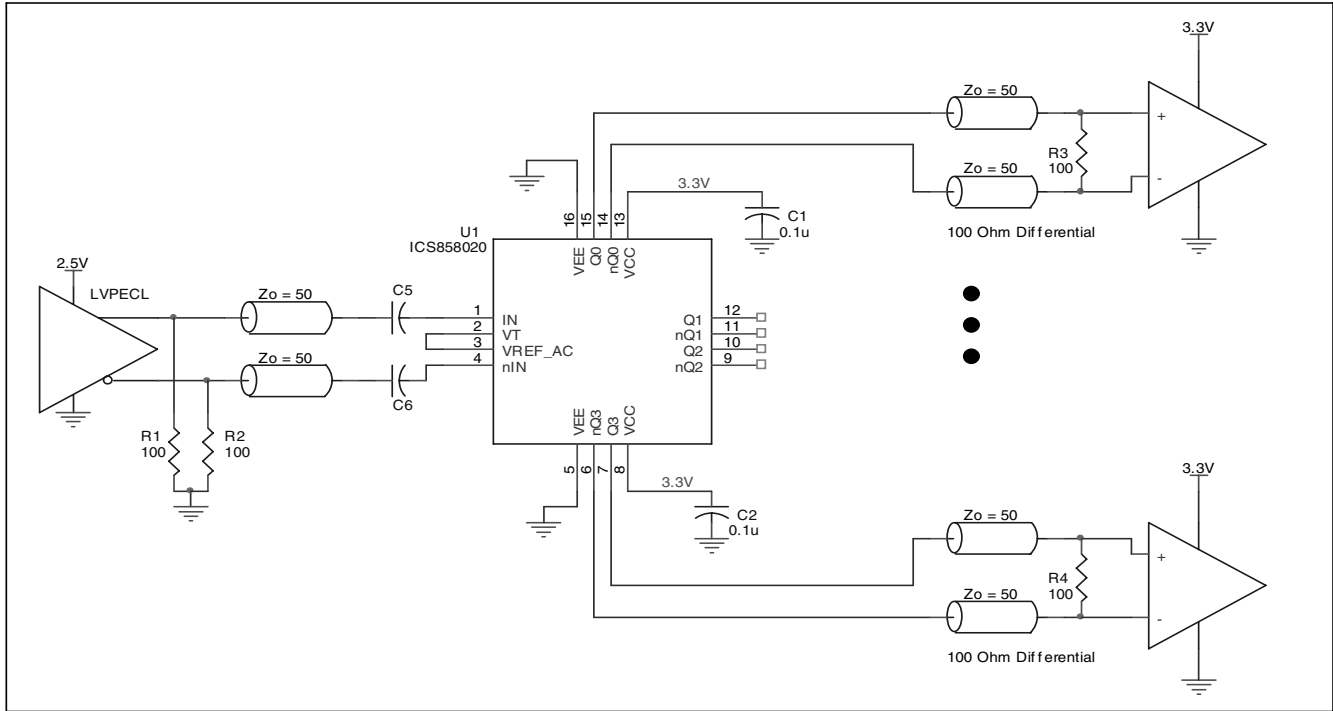 3.3V
Zo = 50
+
R3
100
-
Zo = 50
100 Ohm Differential
3.3V
C1
0.1u
16
15
14
13
U1
ICS858020
VEE
Q0
nQ0
VCC
2.5V
LVPECL
Zo = 50
C5
1
IN
2
VT
3
VREF_AC
4
nIN
Zo = 50
C6
Q1
12
nQ1
11
Q2
10
nQ2
9
R1
100
R2
100
VEE
nQ3
Q3
VCC
5
6
7
8
3.3V
C2
0.1u
3.3V
Zo = 50
+
R4
100
-
Zo = 50
100 Ohm Differential